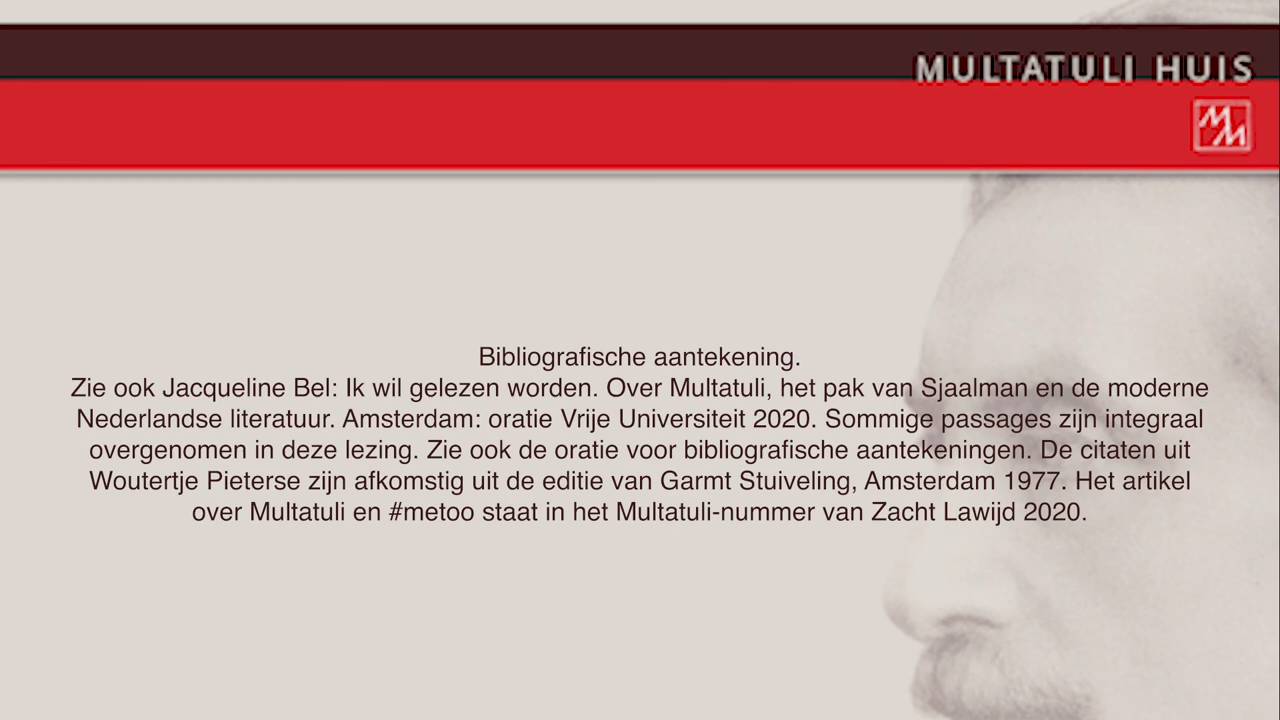 MULTATULI HUIS
MM
Bibliografische aantekening.
Zie ook Jacqueline Bel: Ik wil gelezen worden. Over Multatuli, het pak van Sjaalman en de moderne
Nederlandse literatuur. Amsterdam: oratie Vrije Universiteit 2020. Sommige passages zijn integraal
overgenomen in deze lezing. Zie ook de oratie voor bibliografische aantekeningen. De citaten uit
Woutertje Pieterse zijn afkomstig uit de editie van Garmt Stuiveling, Amsterdam 1977. Het artikel
over Multatuli en #metoo staat in het Multatuli-nummer van Zacht Lawijd 2020.